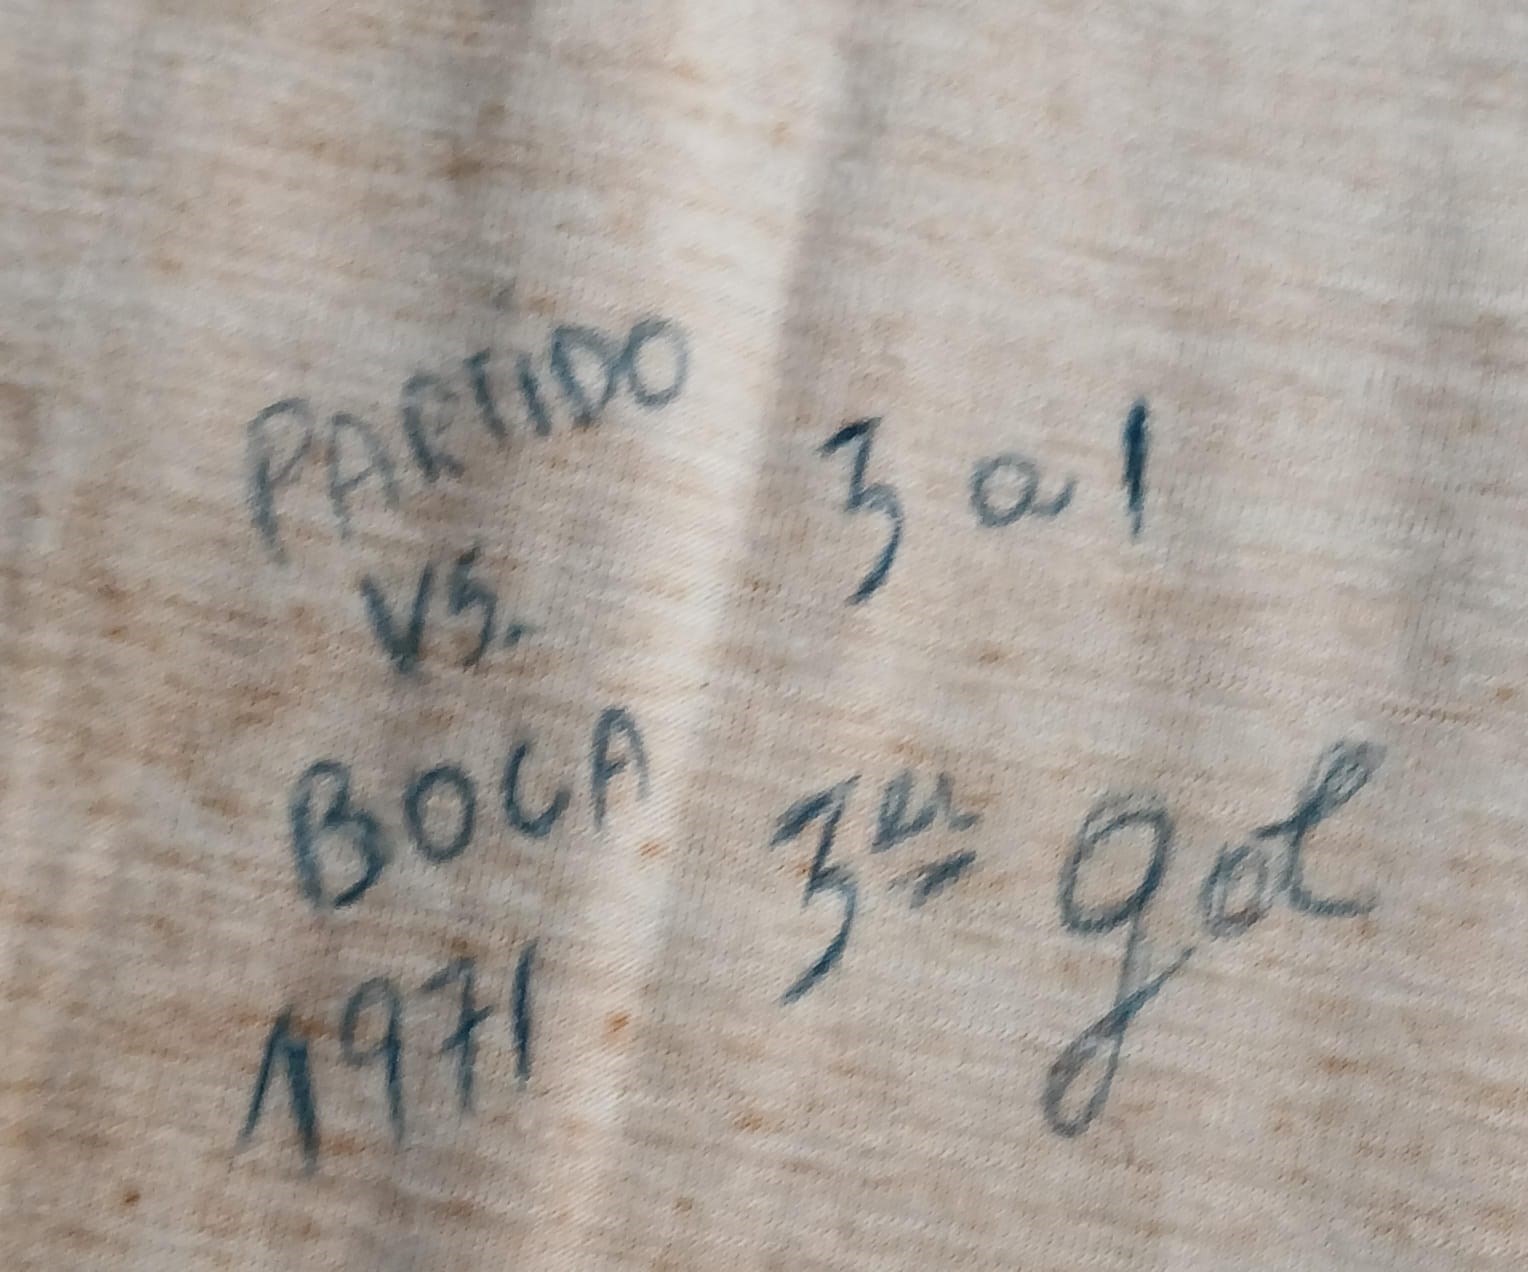 PARTIDO
VS.
BOCA
1971
3 a 1
3er gol